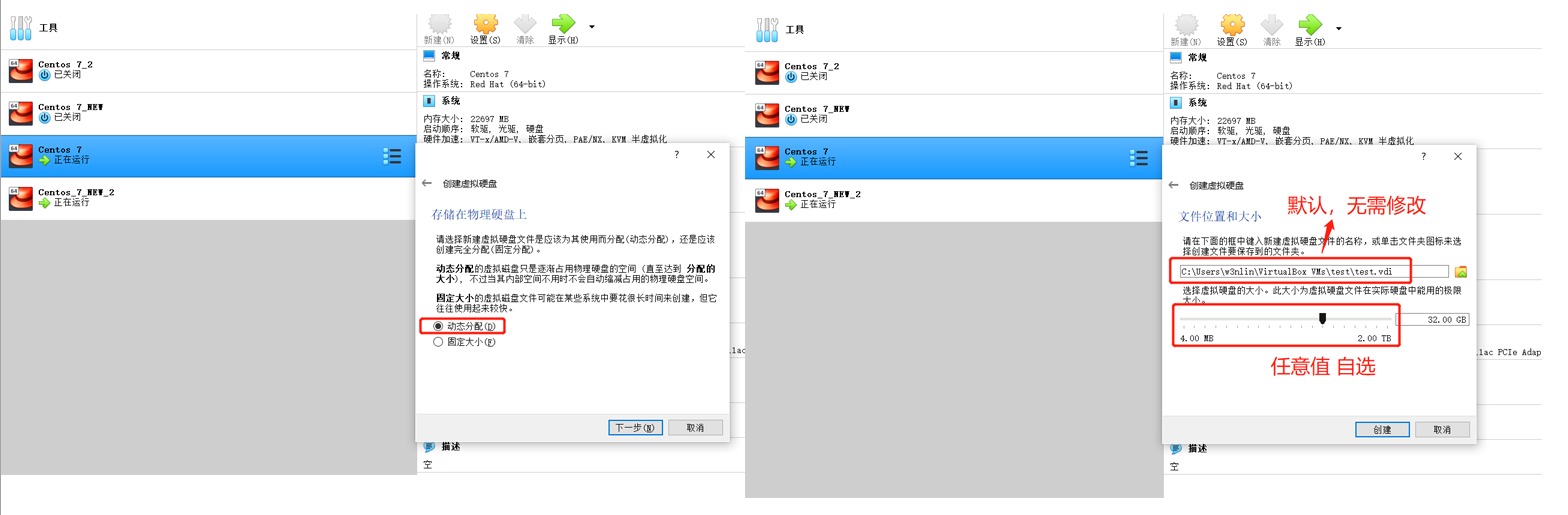 工具
Centos 7_2
已关闭
Centos 7_NEW
已关闭
Centos 7
正在运行
Centos_7_NEW_2
正在运行
新建(N) 设置(S) 清除 显示(H)
常规
名称: Centos 7
操作系统: Red Hat (64-bit)
系统
内存大小: 22697 MB
启动顺序: 软驱, 光驱, 硬盘
硬件加速: VT-x/AMD-V, 嵌套分页, PAE/NX, KVM 半虚拟化
? ×
← 创建虚拟硬盘
存储在物理硬盘上
请选择新建虚拟硬盘文件是应该为其使用而分配(动态分配),还是应该
创建完全分配(固定分配)。
动态分配的虚拟磁盘只是逐渐占用物理硬盘的空间(直至达到 分配的
大小),不过当其内部空间不用时不会自动缩减占用的物理硬盘空间。
固定大小的虚拟磁盘文件可能在某些系统中要花很长时间来创建,但它
往往使用起来较快。
动态分配(D)
固定大小(F)
下一步(N) 取消
描述
空
工具
Centos 7_2
已关闭
Centos 7_NEW
已关闭
Centos 7
正在运行
Centos_7_NEW_2
正在运行
新建(N) 设置(S) 清除 显示(H)
常规
名称: Centos 7
操作系统: Red Hat (64-bit)
系统
内存大小: 22697 MB
启动顺序: 软驱, 光驱, 硬盘
硬件加速: VT-x/AMD-V, 嵌套分页, PAE/NX, KVM 半虚拟化
? ×
← 创建虚拟硬盘
文件位置和大小
默认,无需修改
请在下面的框中键入新建虚拟硬盘文件的名称,或单击文件夹图标来选
择创建文件要保存到的文件夹。
C:\Users\w3nlin\VirtualBox VMs\test\test.vdi
选择虚拟硬盘的大小。此大小为虚拟硬盘文件在实际硬盘中能用的极限
大小。
32.00 GB
4.00 MB 2.00 TB
lac PCIe Adap
任意值 自选
创建 取消
描述
空